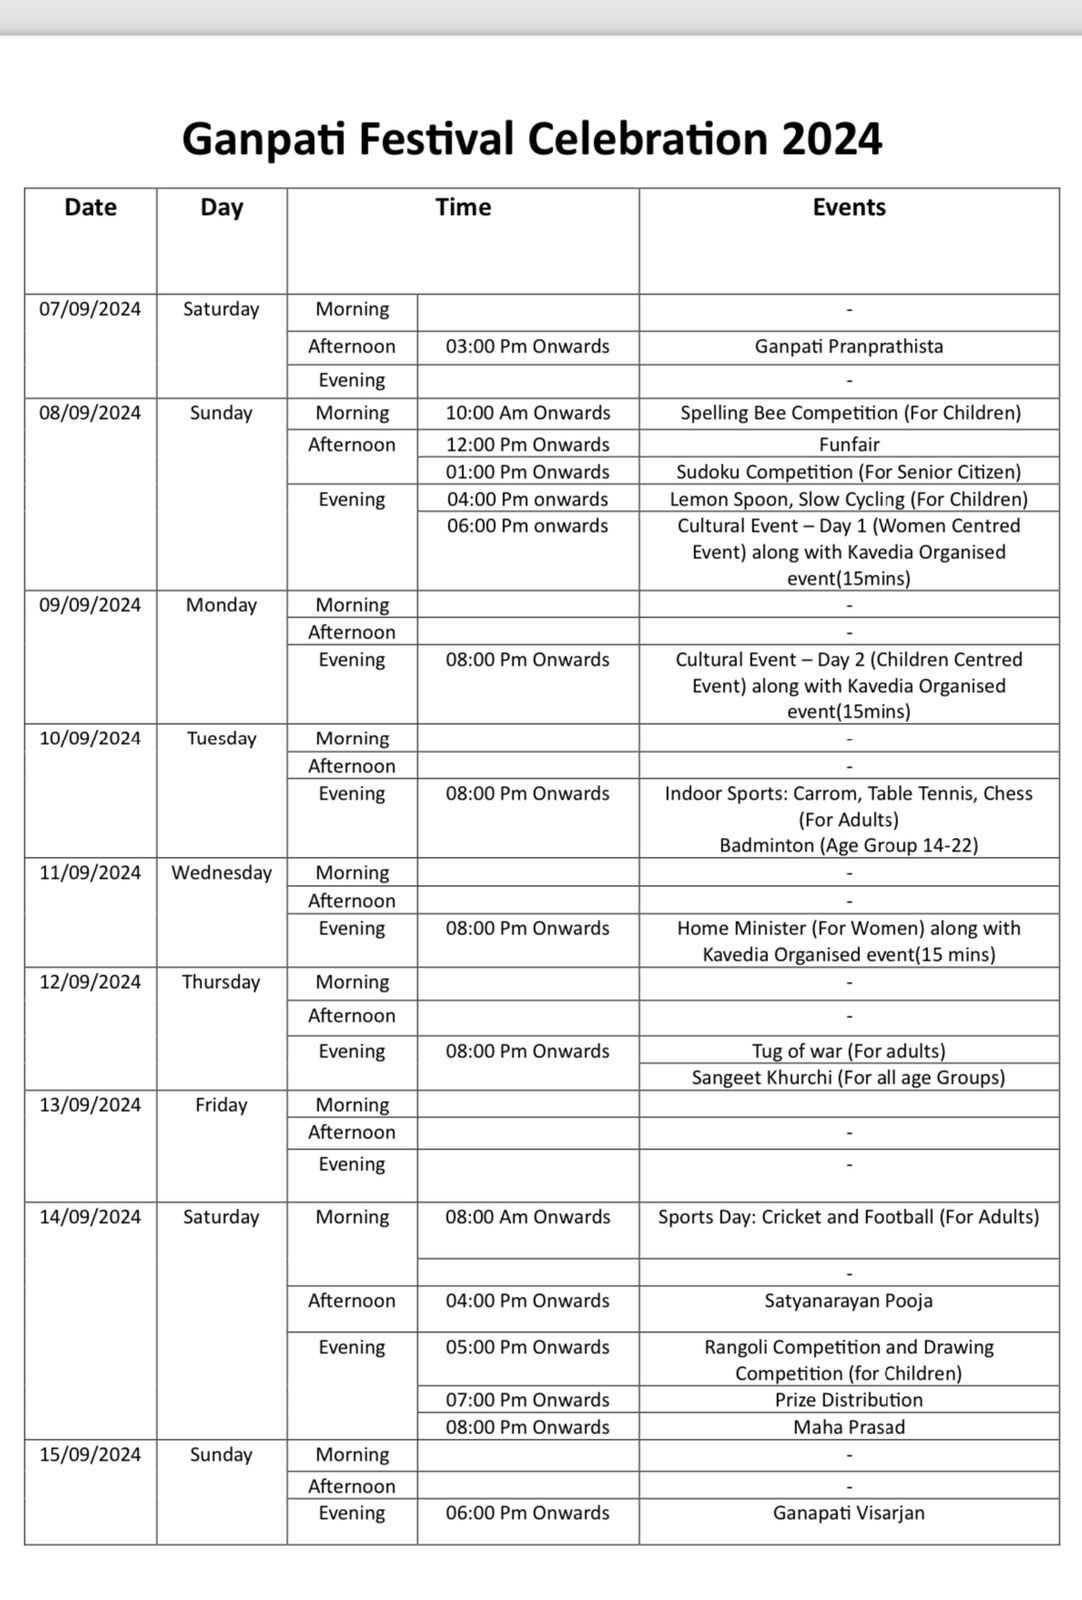 Ganpati Festival Celebration 2024
Date Day Time Events
07/09/2024 Saturday Morning -
Afternoon 03:00 Pm Onwards Ganpati Pranprathista
Evening -
08/09/2024 Sunday Morning 10:00 Am Onwards Spelling Bee Competition (For Children)
Afternoon 12:00 Pm Onwards Funfair
01:00 Pm Onwards Sudoku Competition (For Senior Citizen)
Evening 04:00 Pm onwards Lemon Spoon, Slow Cycling (For Children)
06:00 Pm onwards Cultural Event – Day 1 (Women Centred
Event) along with Kavedia Organised
event(15mins)
09/09/2024 Monday Morning -
Afternoon -
Evening 08:00 Pm Onwards Cultural Event – Day 2 (Children Centred
Event) along with Kavedia Organised
event(15mins)
10/09/2024 Tuesday Morning -
Afternoon -
Evening 08:00 Pm Onwards Indoor Sports: Carrom, Table Tennis, Chess
(For Adults)
Badminton (Age Group 14-22)
11/09/2024 Wednesday Morning -
Afternoon -
Evening 08:00 Pm Onwards Home Minister (For Women) along with
Kavedia Organised event(15 mins)
12/09/2024 Thursday Morning -
Afternoon -
Evening 08:00 Pm Onwards Tug of war (For adults)
Sangeet Khurchi (For all age Groups)
13/09/2024 Friday Morning
Afternoon -
Evening -
14/09/2024 Saturday Morning 08:00 Am Onwards Sports Day: Cricket and Football (For Adults)
-
Afternoon 04:00 Pm Onwards Satyanarayan Pooja
Evening 05:00 Pm Onwards Rangoli Competition and Drawing
Competition (for Children)
07:00 Pm Onwards Prize Distribution
08:00 Pm Onwards Maha Prasad
15/09/2024 Sunday Morning -
Afternoon -
Evening 06:00 Pm Onwards Ganapati Visarjan